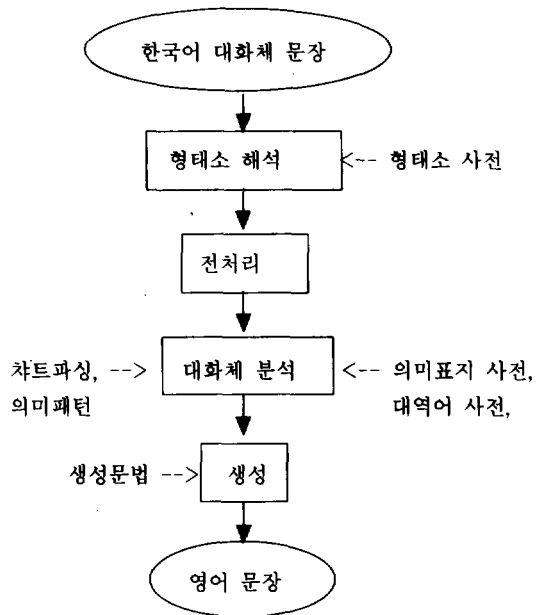 한국어 대화체 문장
형태소 해석 <-- 형태소 사전
전처리
챠트파싱, --> 대화체 분석 <-- 의미표지 사전,
의미패턴 대역어 사전,
생성문법 --> 생성
영어 문장